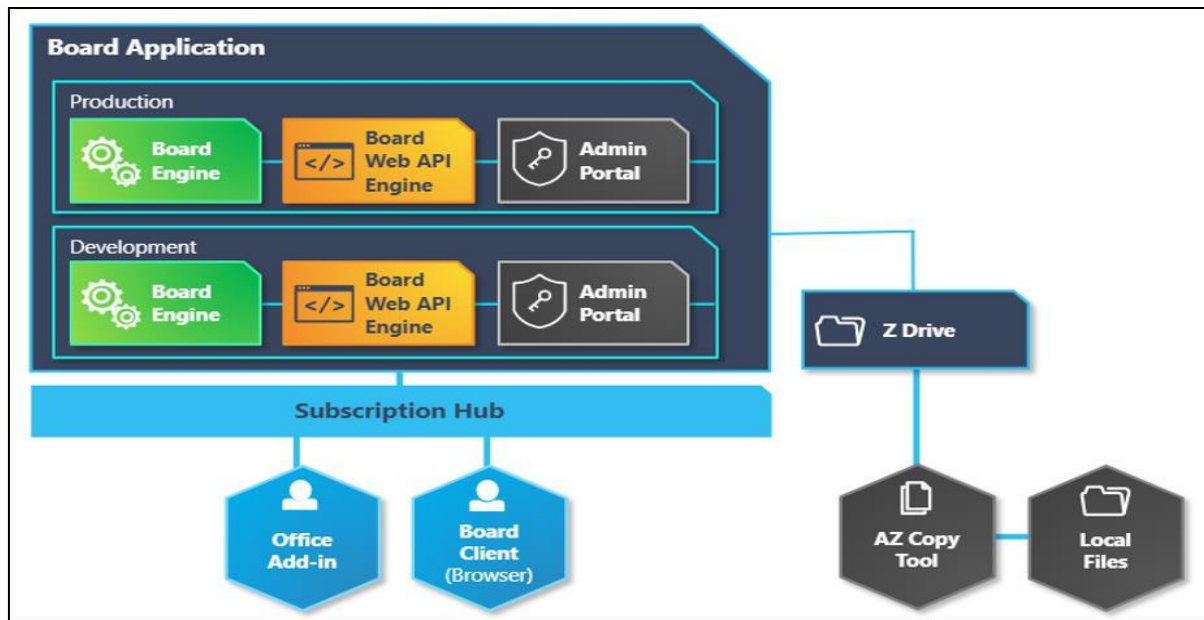 Board Application
Production
Board
Engine
</>
Board
Web API
Engine
Admin
Portal
Development
Board
Engine
</>
Board
Web API
Engine
Admin
Portal
Z Drive
Subscription Hub
Office
Add-in
Board
Client
(Browser)
AZ Copy
Tool
Local
Files